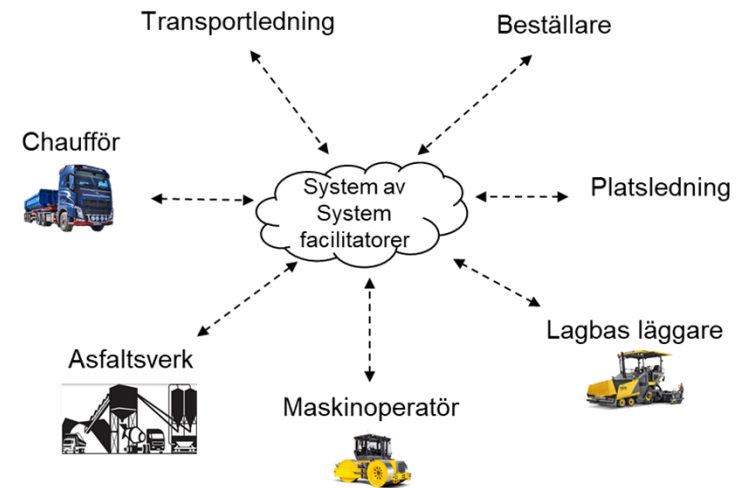 Transportledning
Beställare
Chaufför
System av
System
facilitatorer
Platsledning
Lagbas läggare
Asfaltsverk
Maskinoperatör